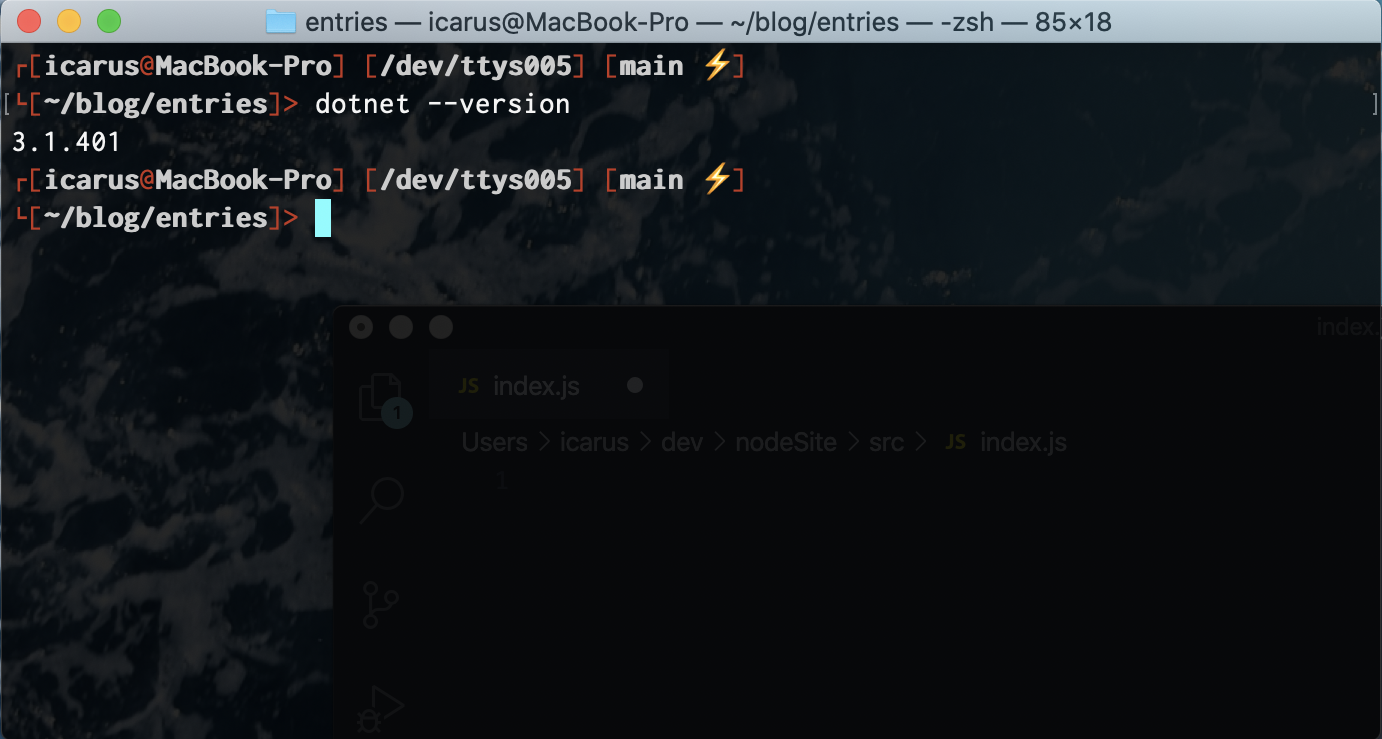 entries — icarus@MacBook-Pro — ~/blog/entries — -zsh — 85×18
┌[icarus@MacBook-Pro] [/dev/ttys005] [main ⚡]
[└[~/blog/entries]> dotnet --version ]
3.1.401
┌[icarus@MacBook-Pro] [/dev/ttys005] [main ⚡]
└[~/blog/entries]>
index.
JS index.js
1
Users > icarus > dev > nodeSite > src > JS index.js
1